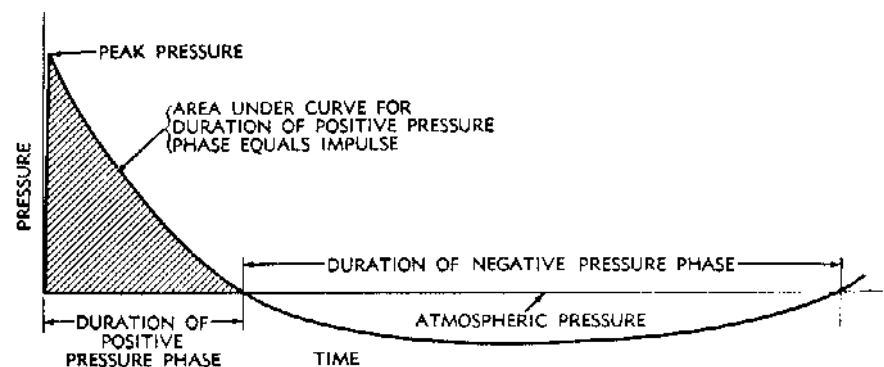 PEAK PRESSURE
AREA UNDER CURVE FOR
DURATION OF POSITIVE PRESSURE
PHASE EQUALS IMPULSE
PRESSURE
DURATION OF NEGATIVE PRESSURE PHASE
ATMOSPHERIC PRESSURE
DURATION OF
POSITIVE
PRESSURE PHASE
TIME